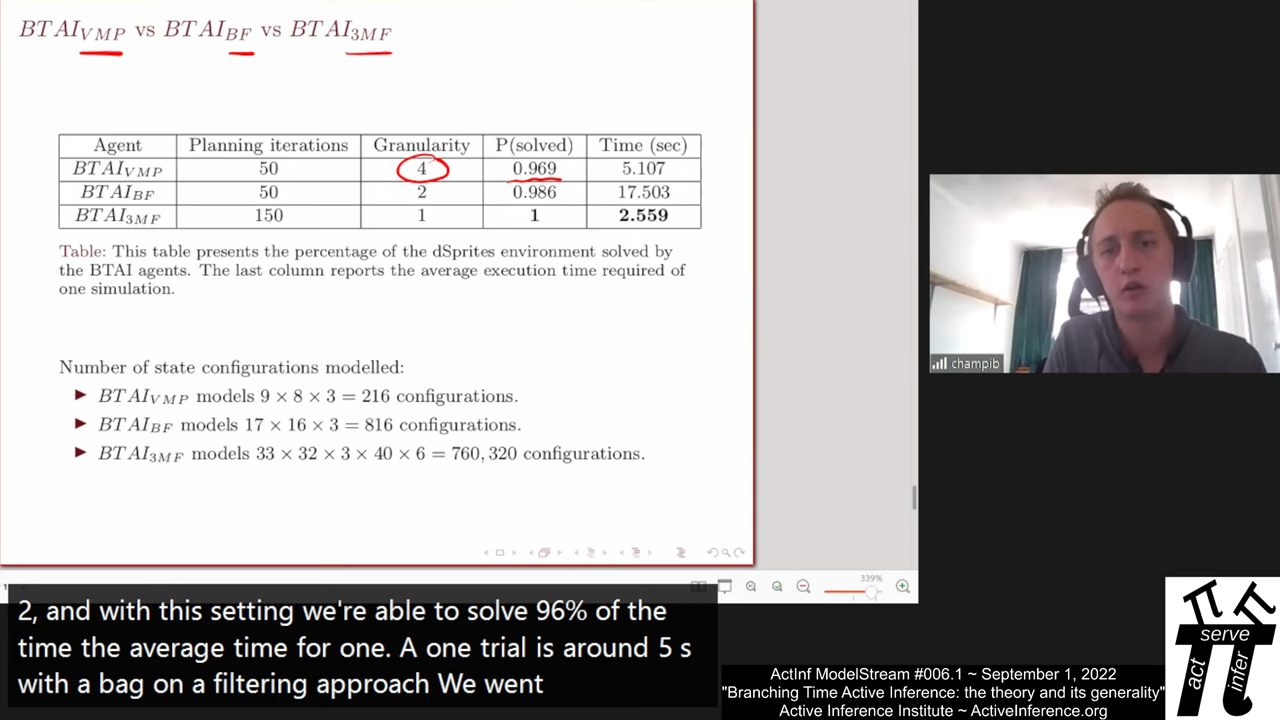 BTAI_VMP vs BTAI_BF vs BTAI_3MF
Agent Planning iterations Granularity P(solved) Time (sec)
BTAI_VMP 50 4 0.969 5.107
BTAI_BF 50 2 0.986 17.503
BTAI_3MF 150 1 1 2.559
Table: This table presents the percentage of the dSprites environment solved by
the BTAI agents. The last column reports the average execution time required of
one simulation.
Number of state configurations modelled:
BTAI_VMP models 9 × 8 × 3 = 216 configurations.
BTAI_BF models 17 × 16 × 3 = 816 configurations.
BTAI_3MF models 33 × 32 × 3 × 40 × 6 = 760, 320 configurations.
339%
champib
2, and with this setting we're able to solve 96% of the
time the average time for one. A one trial is around 5 s
with a bag on a filtering approach We went
ActInf ModelStream #006.1 ~ September 1, 2022
"Branching Time Active Inference: the theory and its generality"
Active Inference Institute ~ ActiveInference.org
serve
act
infer